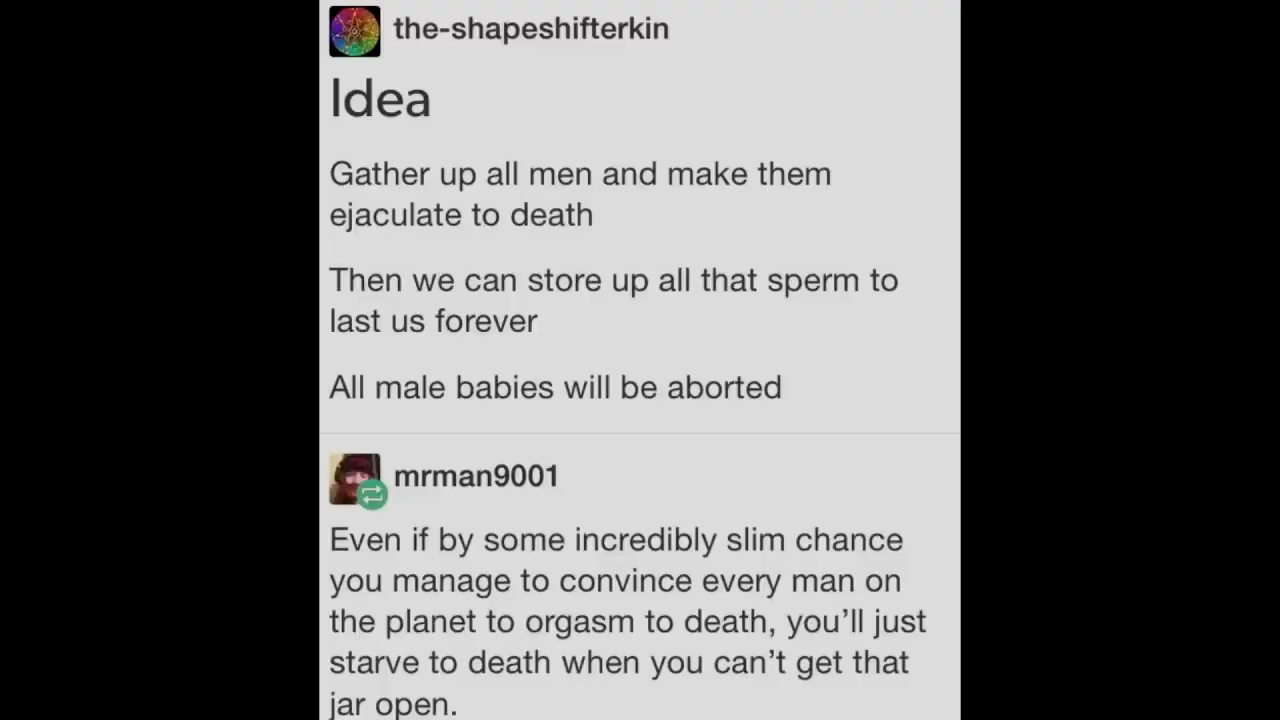 the-shapeshifterkin
Idea
Gather up all men and make them
ejaculate to death
Then we can store up all that sperm to
last us forever
All male babies will be aborted
mrman9001
Even if by some incredibly slim chance
you manage to convince every man on
the planet to orgasm to death, you’ll just
starve to death when you can’t get that
jar open.